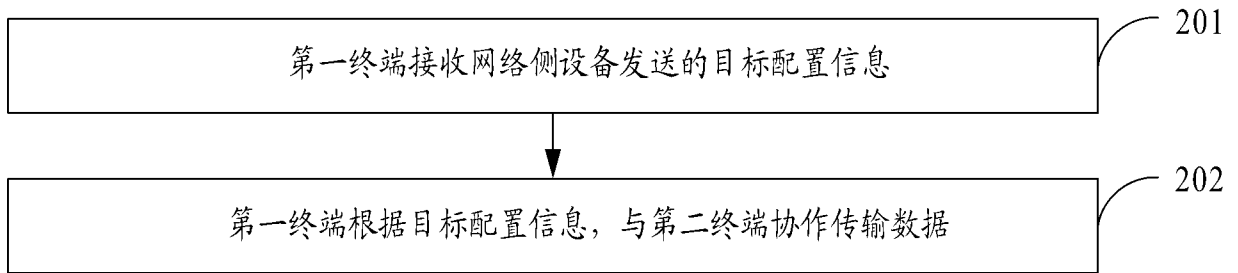 201
第一终端接收网络侧设备发送的目标配置信息
202
第一终端根据目标配置信息，与第二终端协作传输数据